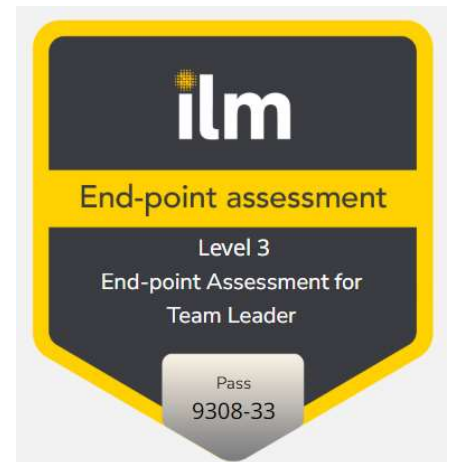 ilm
End-point assessment
Level 3
End-point Assessment for
Team Leader
Pass
9308-33